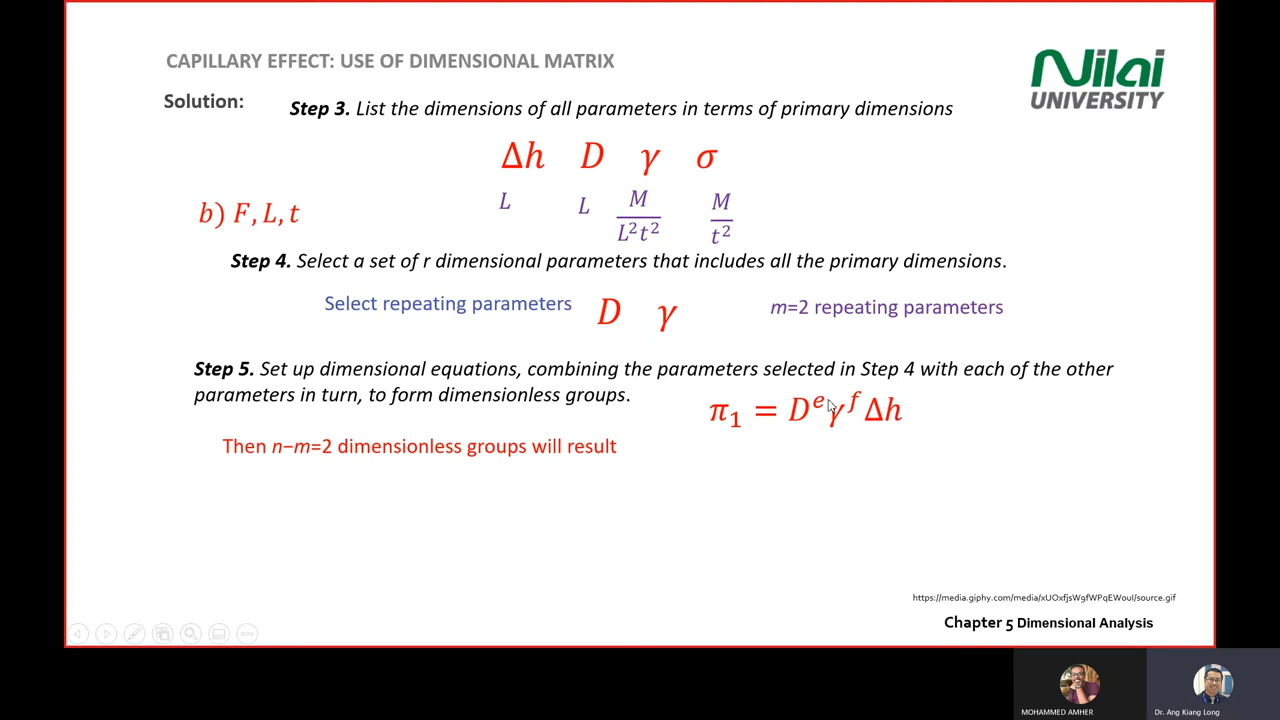 CAPILLARY EFFECT: USE OF DIMENSIONAL MATRIX
Nilai
UNIVERSITY
Solution:
Step 3. List the dimensions of all parameters in terms of primary dimensions
Δh D γ σ
L L M/L²t² M/t²
b) F, L, t
Step 4. Select a set of r dimensional parameters that includes all the primary dimensions.
Select repeating parameters D γ m=2 repeating parameters
Step 5. Set up dimensional equations, combining the parameters selected in Step 4 with each of the other
parameters in turn, to form dimensionless groups.
π₁ = Dᵉγᶠ Δh
Then n−m=2 dimensionless groups will result
https://media.giphy.com/media/xUOxfjsWgfWPqEWouI/source.gif
Chapter 5 Dimensional Analysis
MOHAMMED AMHER
Dr. Ang Kiang Long